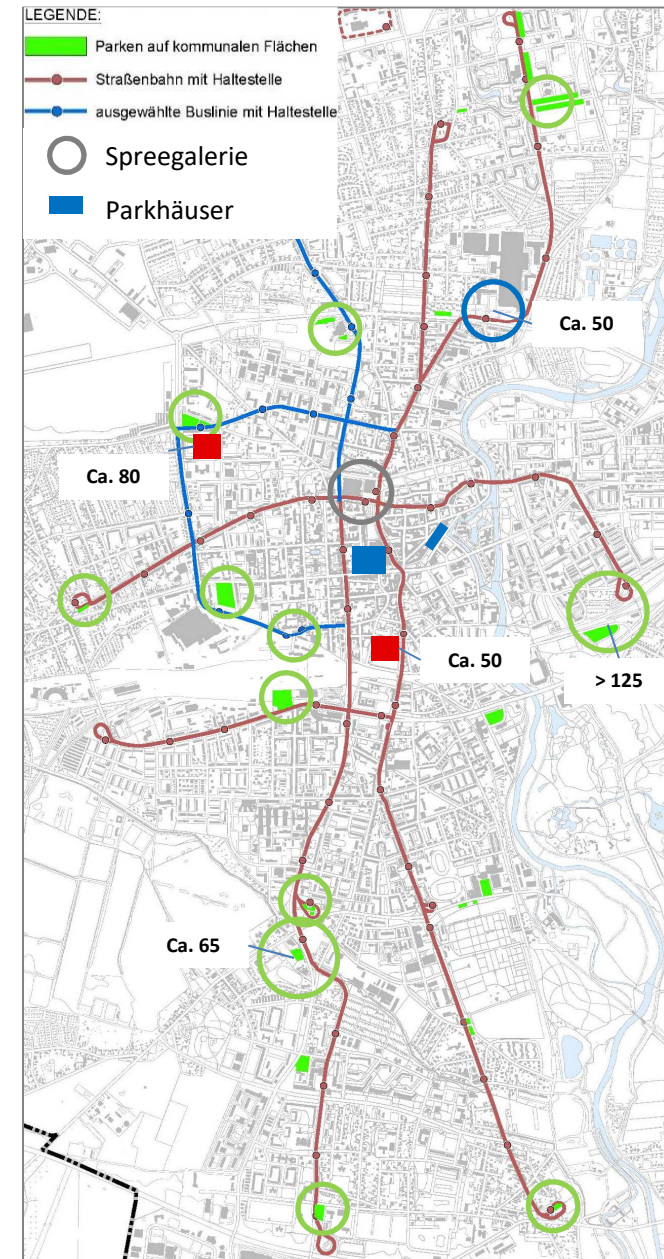 LEGENDE:
Parken auf kommunalen Flächen
Straßenbahn mit Haltestelle
ausgewählte Buslinie mit Haltestelle
Spreegalerie
Parkhäuser
Ca. 50
Ca. 80
Ca. 50
> 125
Ca. 65